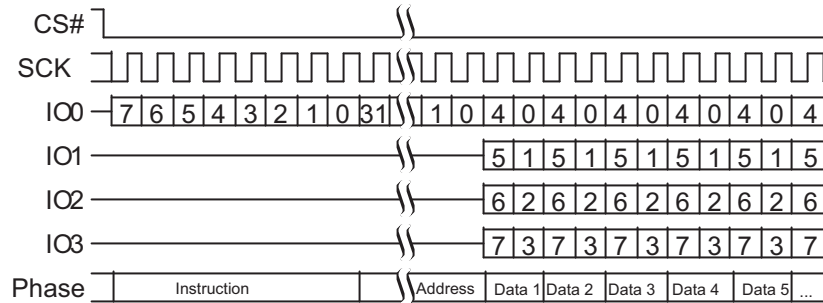 CS#
SCK
IO0 7 6 5 4 3 2 1 0 31 1 0 4 0 4 0 4 0 4 0 4 0 4
IO1 5 1 5 1 5 1 5 1 5 1 5
IO2 6 2 6 2 6 2 6 2 6 2 6
IO3 7 3 7 3 7 3 7 3 7 3 7
Phase Instruction Address Data 1 Data 2 Data 3 Data 4 Data 5 ...